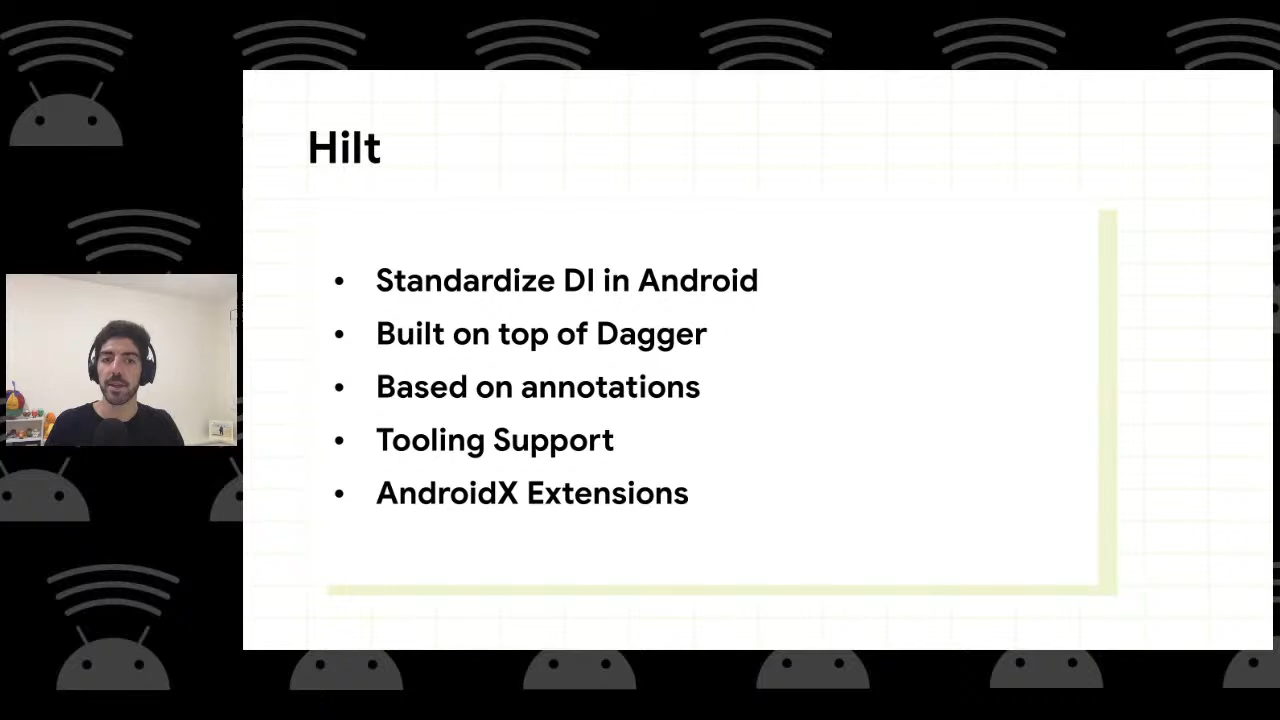 Hilt
• Standardize DI in Android
• Built on top of Dagger
• Based on annotations
• Tooling Support
• AndroidX Extensions